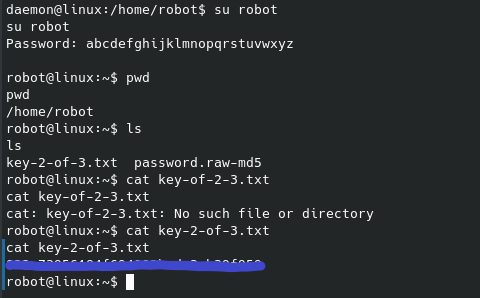 daemon@linux:/home/robot$ su robot
su robot
Password: abcdefghijklmnopqrstuvwxyz
robot@linux:~$ pwd
pwd
/home/robot
robot@linux:~$ ls
ls
key-2-of-3.txt  password.raw-md5
robot@linux:~$ cat key-of-2-3.txt
cat key-of-2-3.txt
cat: key-of-2-3.txt: No such file or directory
robot@linux:~$ cat key-2-of-3.txt
cat key-2-of-3.txt
robot@linux:~$